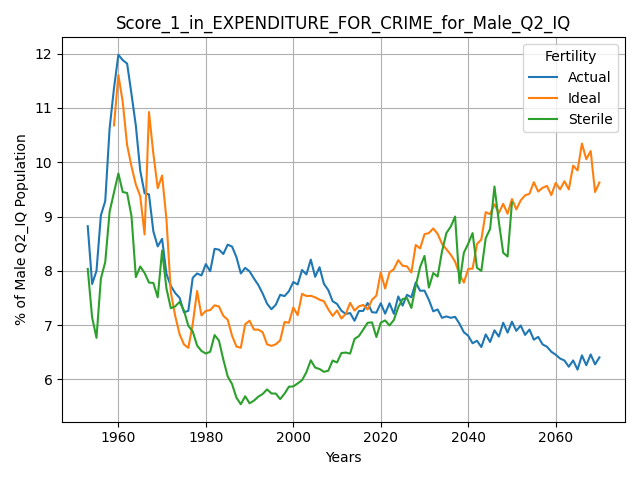 Score_1_in_EXPENDITURE_FOR_CRIME_for_Male_Q2_IQ
Fertility
Actual
Ideal
Sterile
% of Male Q2_IQ Population
12
11
10
9
8
7
6
1960 1980 2000 2020 2040 2060
Years